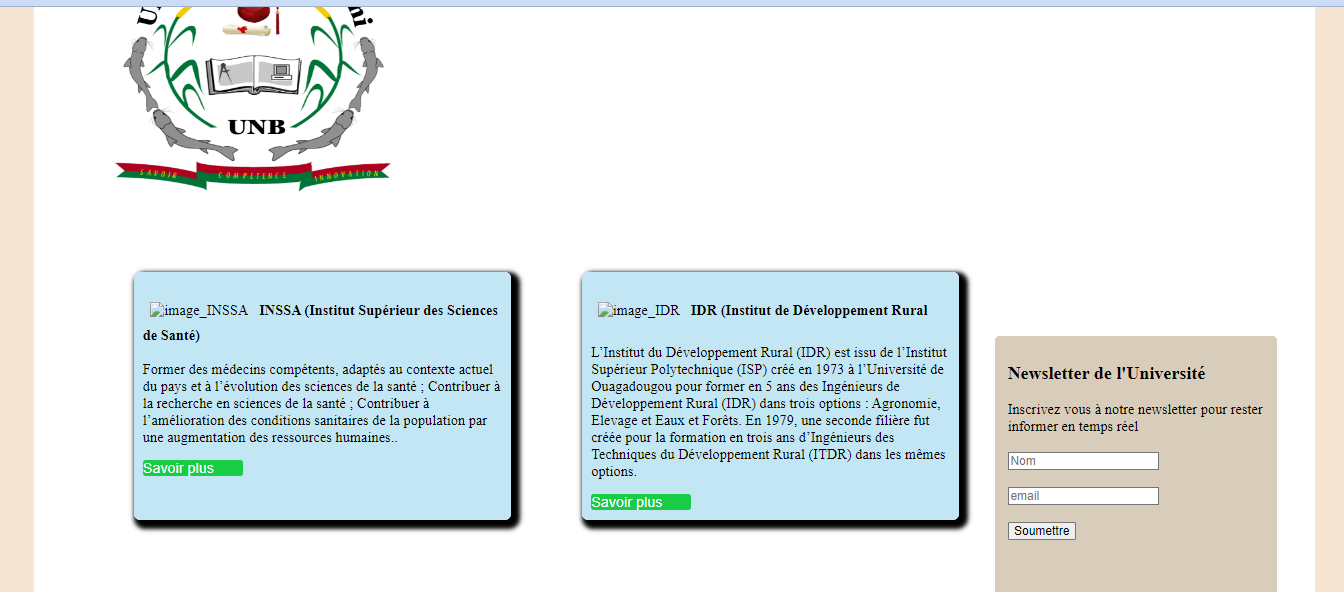 UNB
SAVOIR COMPETENCE INNOVATION
image_INSSA INSSA (Institut Supérieur des Sciences
de Santé)
Former des médecins compétents, adaptés au contexte actuel
du pays et à l’évolution des sciences de la santé ; Contribuer à
la recherche en sciences de la santé ; Contribuer à
l’amélioration des conditions sanitaires de la population par
une augmentation des ressources humaines..
Savoir plus
image_IDR IDR (Institut de Développement Rural
L’Institut du Développement Rural (IDR) est issu de l’Institut
Supérieur Polytechnique (ISP) créé en 1973 à l’Université de
Ouagadougou pour former en 5 ans des Ingénieurs de
Développement Rural (IDR) dans trois options : Agronomie,
Elevage et Eaux et Forêts. En 1979, une seconde filière fut
créée pour la formation en trois ans d’Ingénieurs des
Techniques du Développement Rural (ITDR) dans les mêmes
options.
Savoir plus
Newsletter de l'Université
Inscrivez vous à notre newsletter pour rester
informer en temps réel
Nom
email
Soumettre